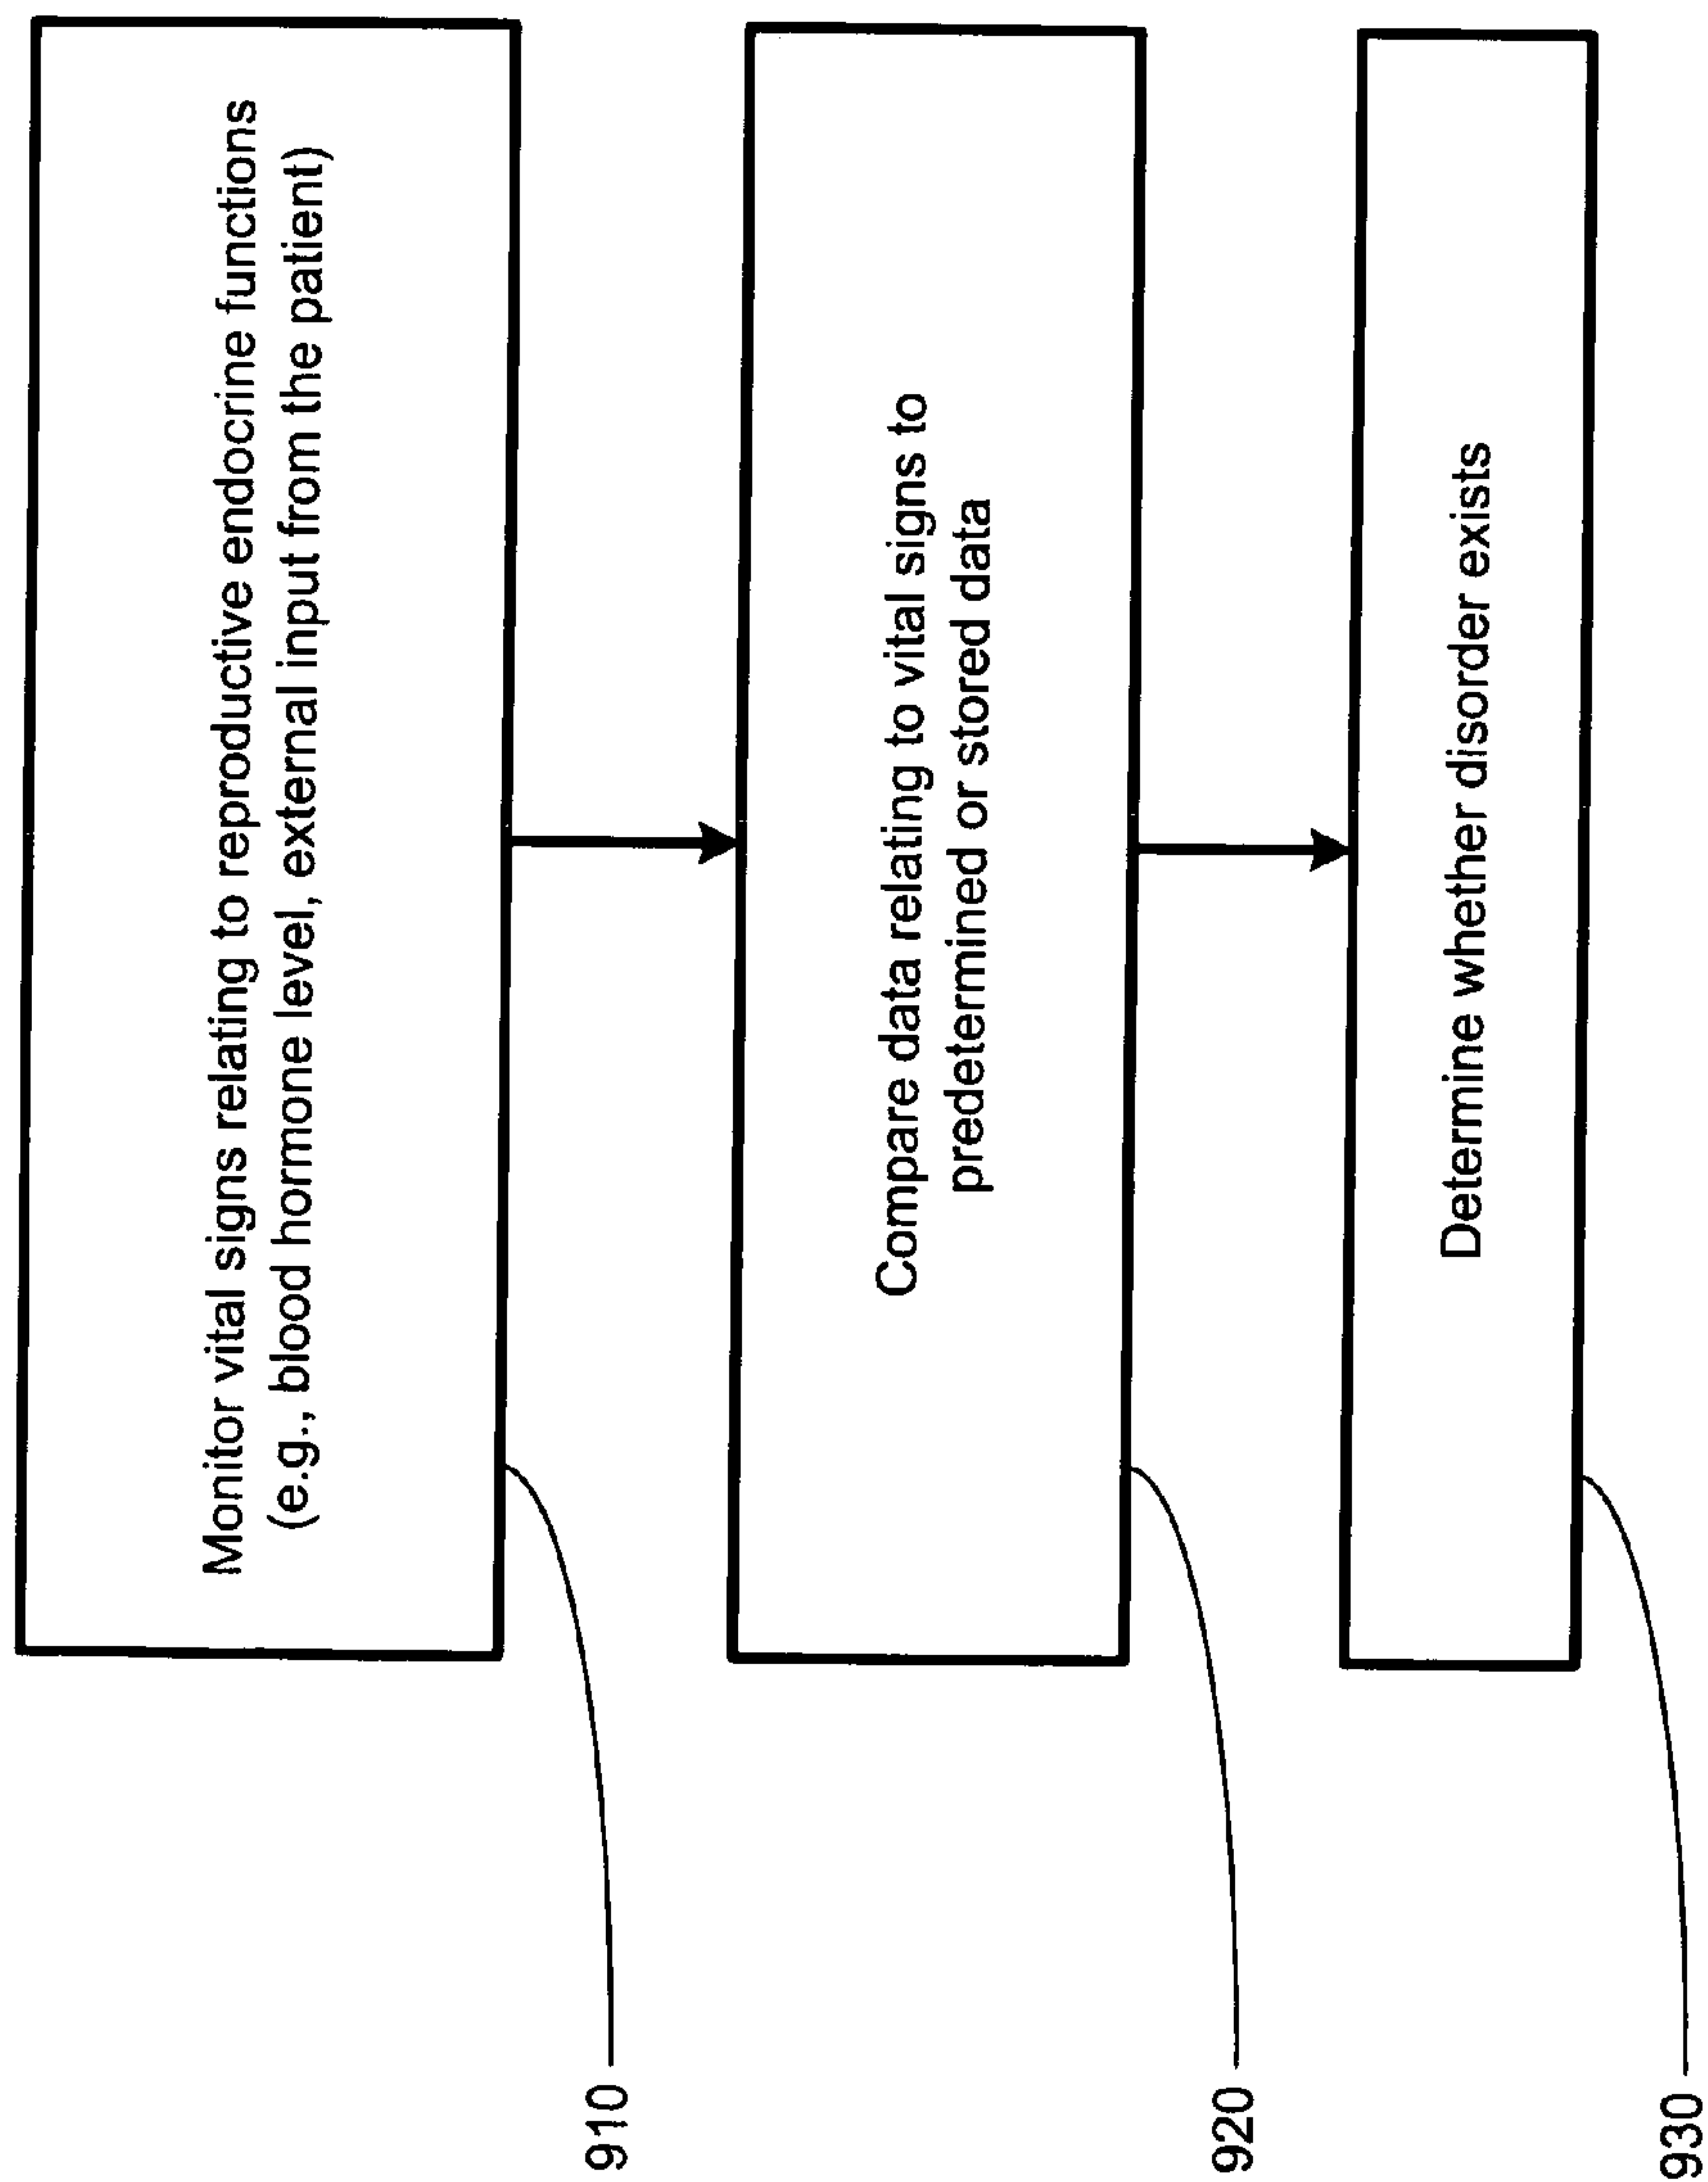 Monitor vital signs relating to reproductive endocrine functions
(e.g., blood hormone level, external input from the patient)
910
Compare data relating to vital signs to
predetermined or stored data
920
Determine whether disorder exists
930